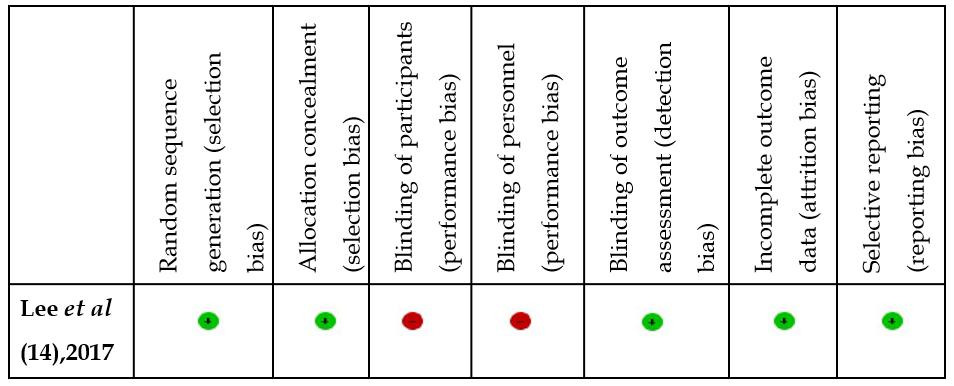 Random sequence
generation (selection
bias)
Allocation concealment
(selection bias)
Blinding of participants
(performance bias)
Blinding of personnel
(performance bias)
Blinding of outcome
assessment (detection
bias)
Incomplete outcome
data (attrition bias)
Selective reporting
(reporting bias)
Lee et al
(14),2017
+ + - - + + +